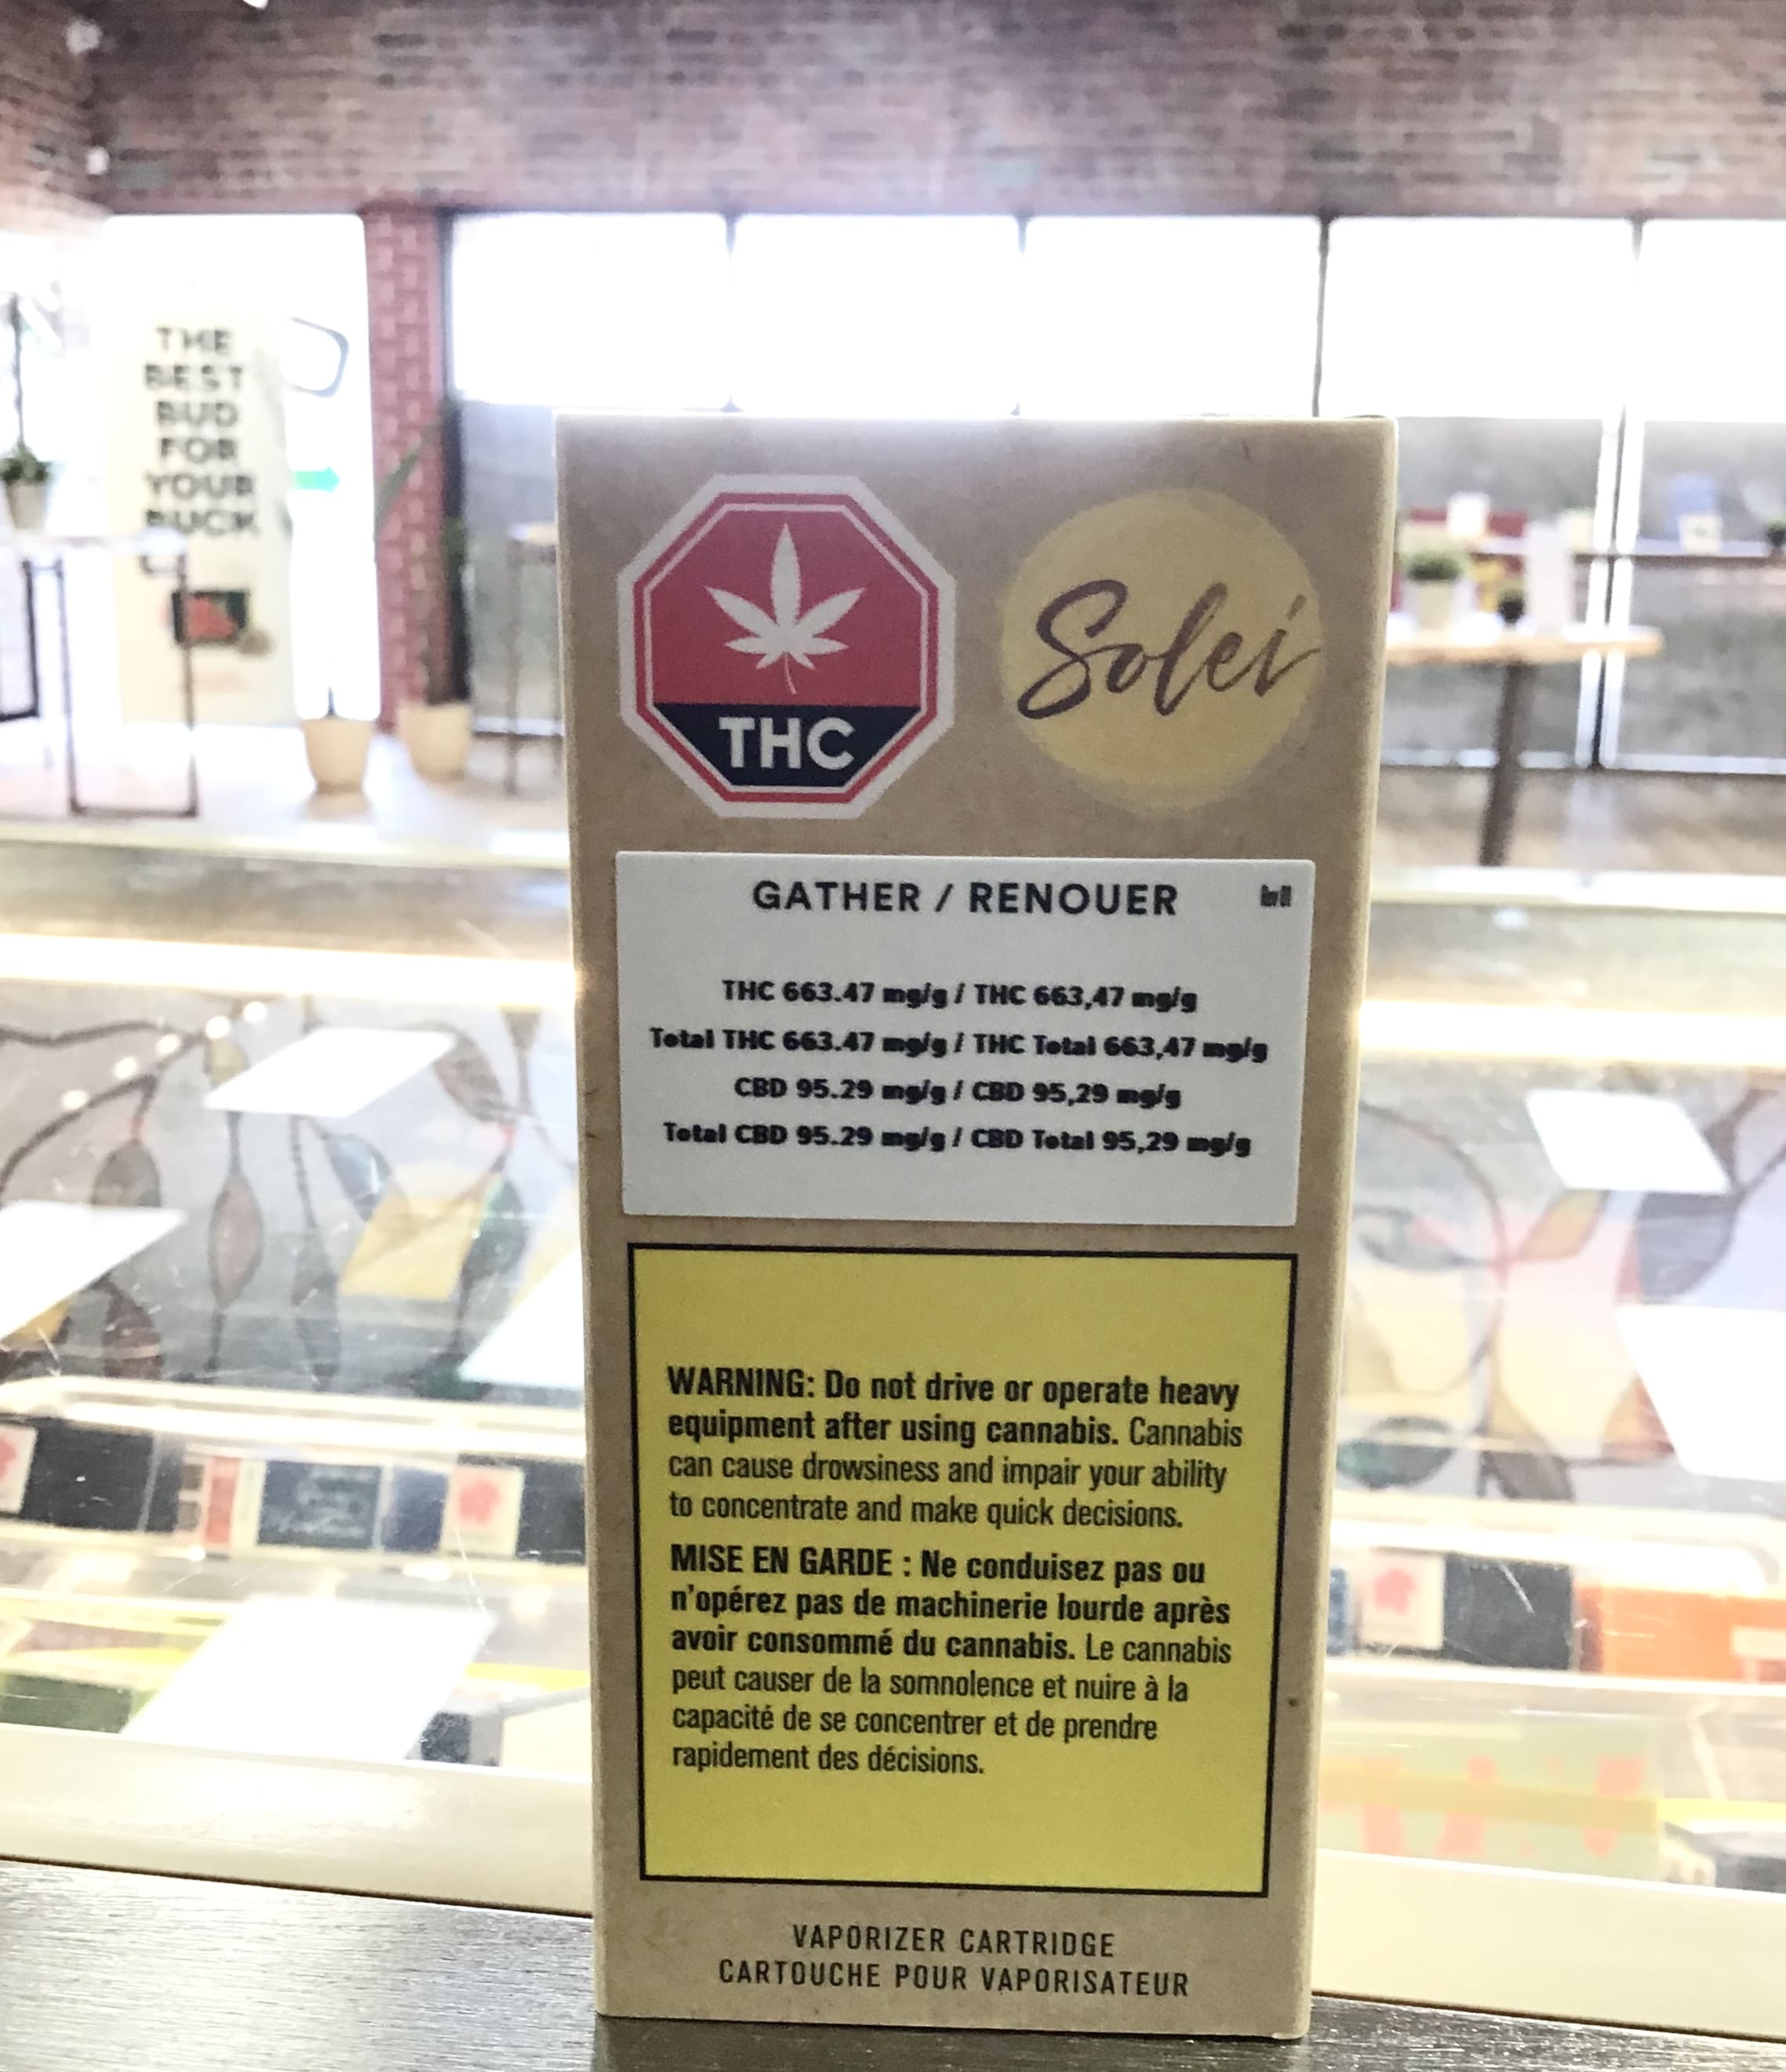 THE
BEST
BUD
FOR
YOUR
BUCK
THC
Solei
GATHER / RENOUER
THC 663.47 mg/g / THC 663,47 mg/g
Total THC 663.47 mg/g / THC Total 663,47 mg/g
CBD 95.29 mg/g / CBD 95,29 mg/g
Total CBD 95.29 mg/g / CBD Total 95,29 mg/g
WARNING: Do not drive or operate heavy
equipment after using cannabis. Cannabis
can cause drowsiness and impair your ability
to concentrate and make quick decisions.
MISE EN GARDE : Ne conduisez pas ou
n'opérez pas de machinerie lourde après
avoir consommé du cannabis. Le cannabis
peut causer de la somnolence et nuire à la
capacité de se concentrer et de prendre
rapidement des décisions.
VAPORIZER CARTRIDGE
CARTOUCHE POUR VAPORISATEUR